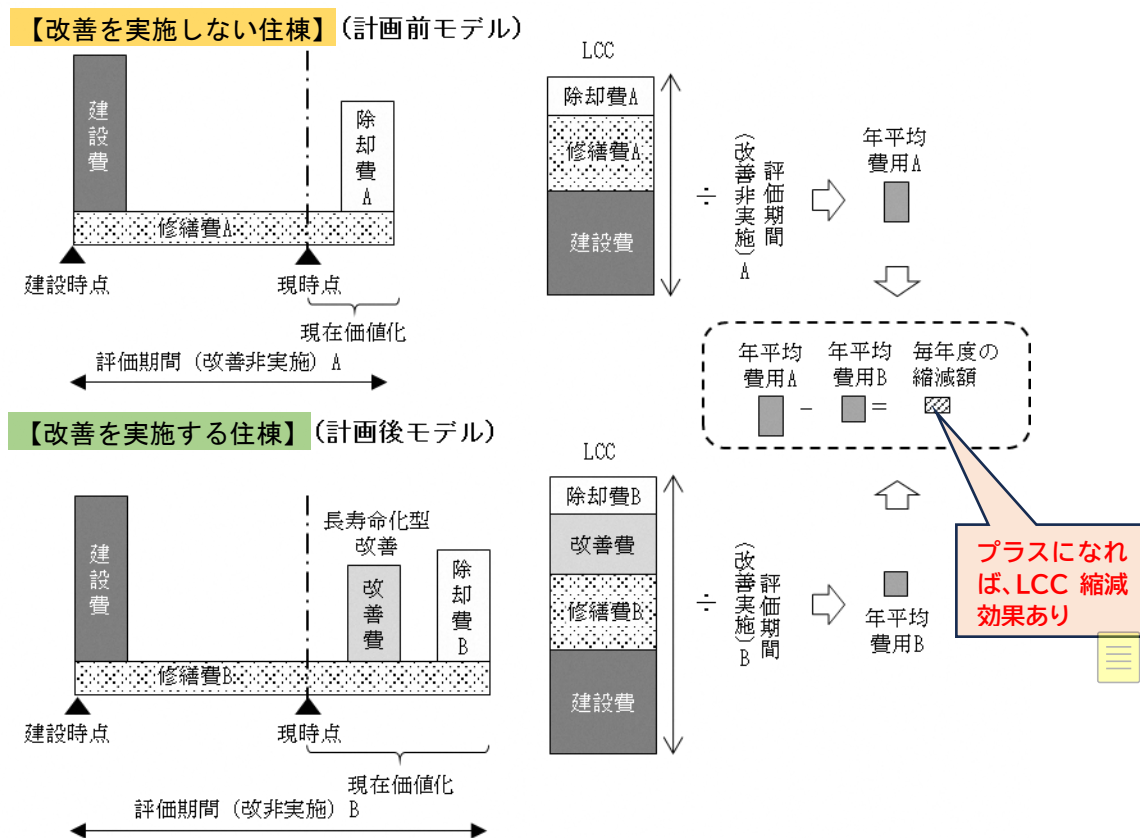 【改善を実施しない住棟】(計画前モデル)
建設費
除却費A
修繕費A
建設時点
現時点
現在価値化
評価期間(改善非実施)A
LCC
除却費A
修繕費A
建設費
÷
評価期間
(改善非実施)A
年平均
費用A
年平均
費用A
-
年平均
費用B
=
毎年度の
縮減額
【改善を実施する住棟】(計画後モデル)
建設費
長寿命化型
改善
改善費
除却費B
修繕費B
建設時点
現時点
現在価値化
評価期間(改非実施)B
LCC
除却費B
改善費
修繕費B
建設費
÷
評価期間
(改善実施)B
年平均
費用B
プラスになれ
ば、LCC 縮減
効果あり